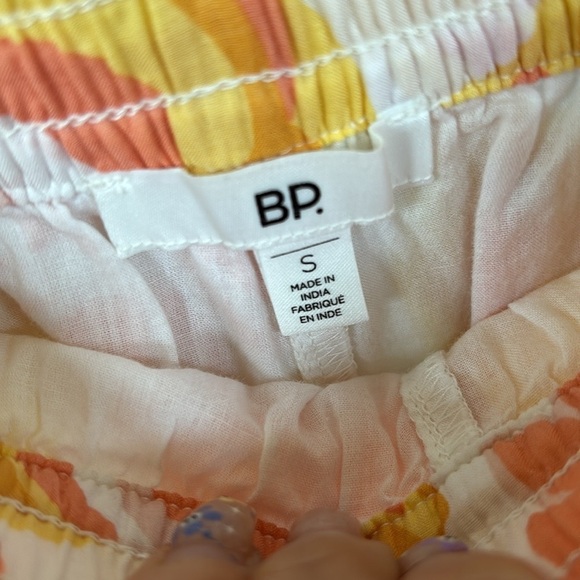 BP.
S
MADE IN
INDIA
FABRIQUÉ
EN INDE